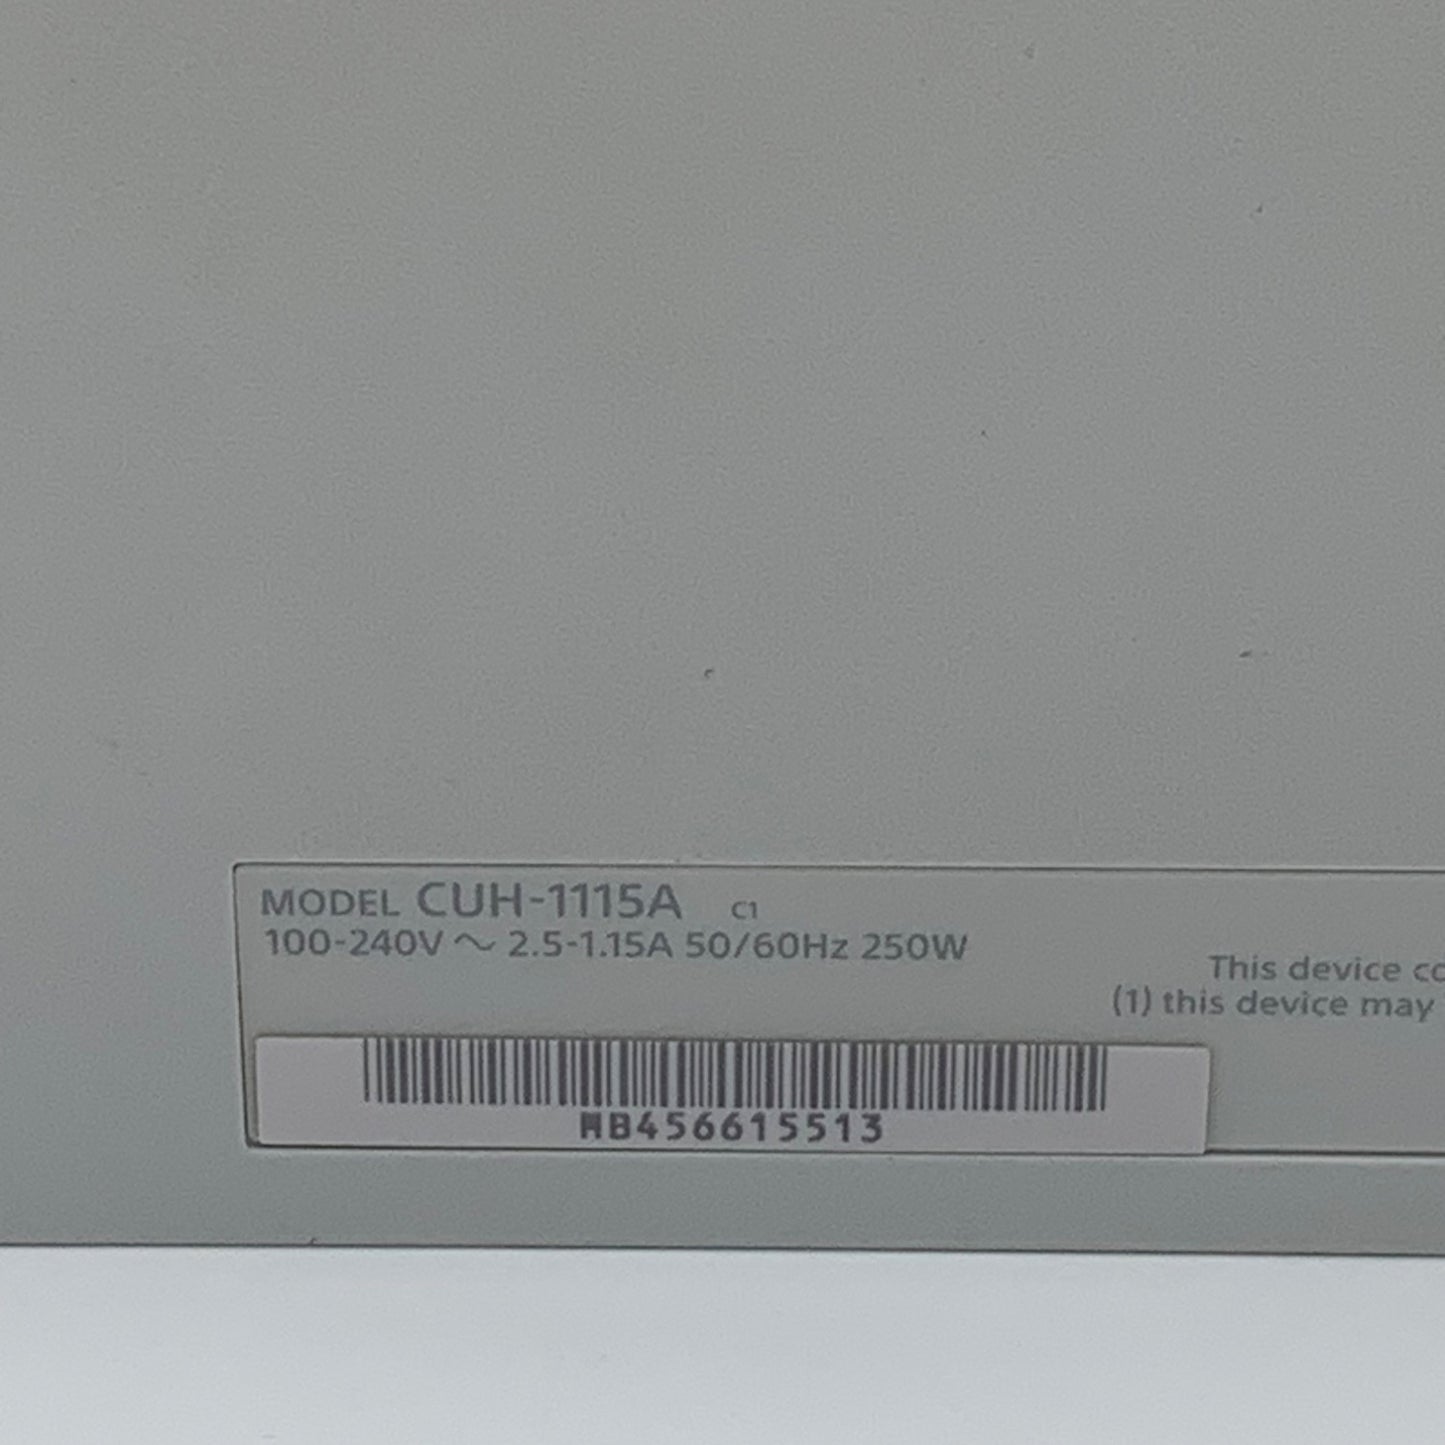 MODEL CUH-1115A C1
100-240V ~ 2.5-1.15A 50/60Hz 250W
This device co
(1) this device may
MB456615513